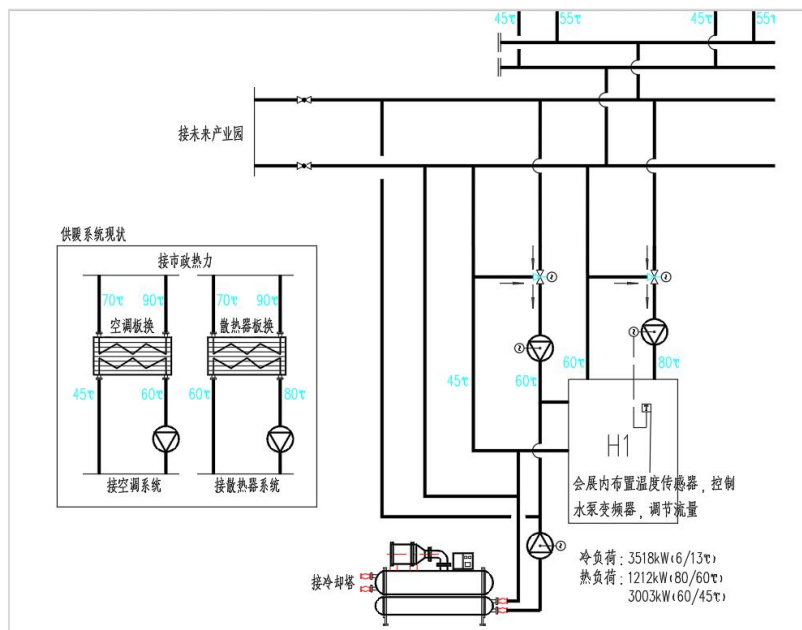 45℃ 55℃ 45℃ 55℃
接未来产业园
供暖系统现状
接市政热力
70℃ 90℃ 70℃ 90℃
空调板换 散热器板换
45℃ 60℃ 60℃ 80℃
接空调系统 接散热器系统
45℃ 60℃ 60℃ 80℃
H1
T
会展内布置温度传感器，控制
水泵变频器，调节流量
接冷却塔
冷负荷：3518kW(6/13℃)
热负荷：1212kW(80/60℃)
3003kW(60/45℃)